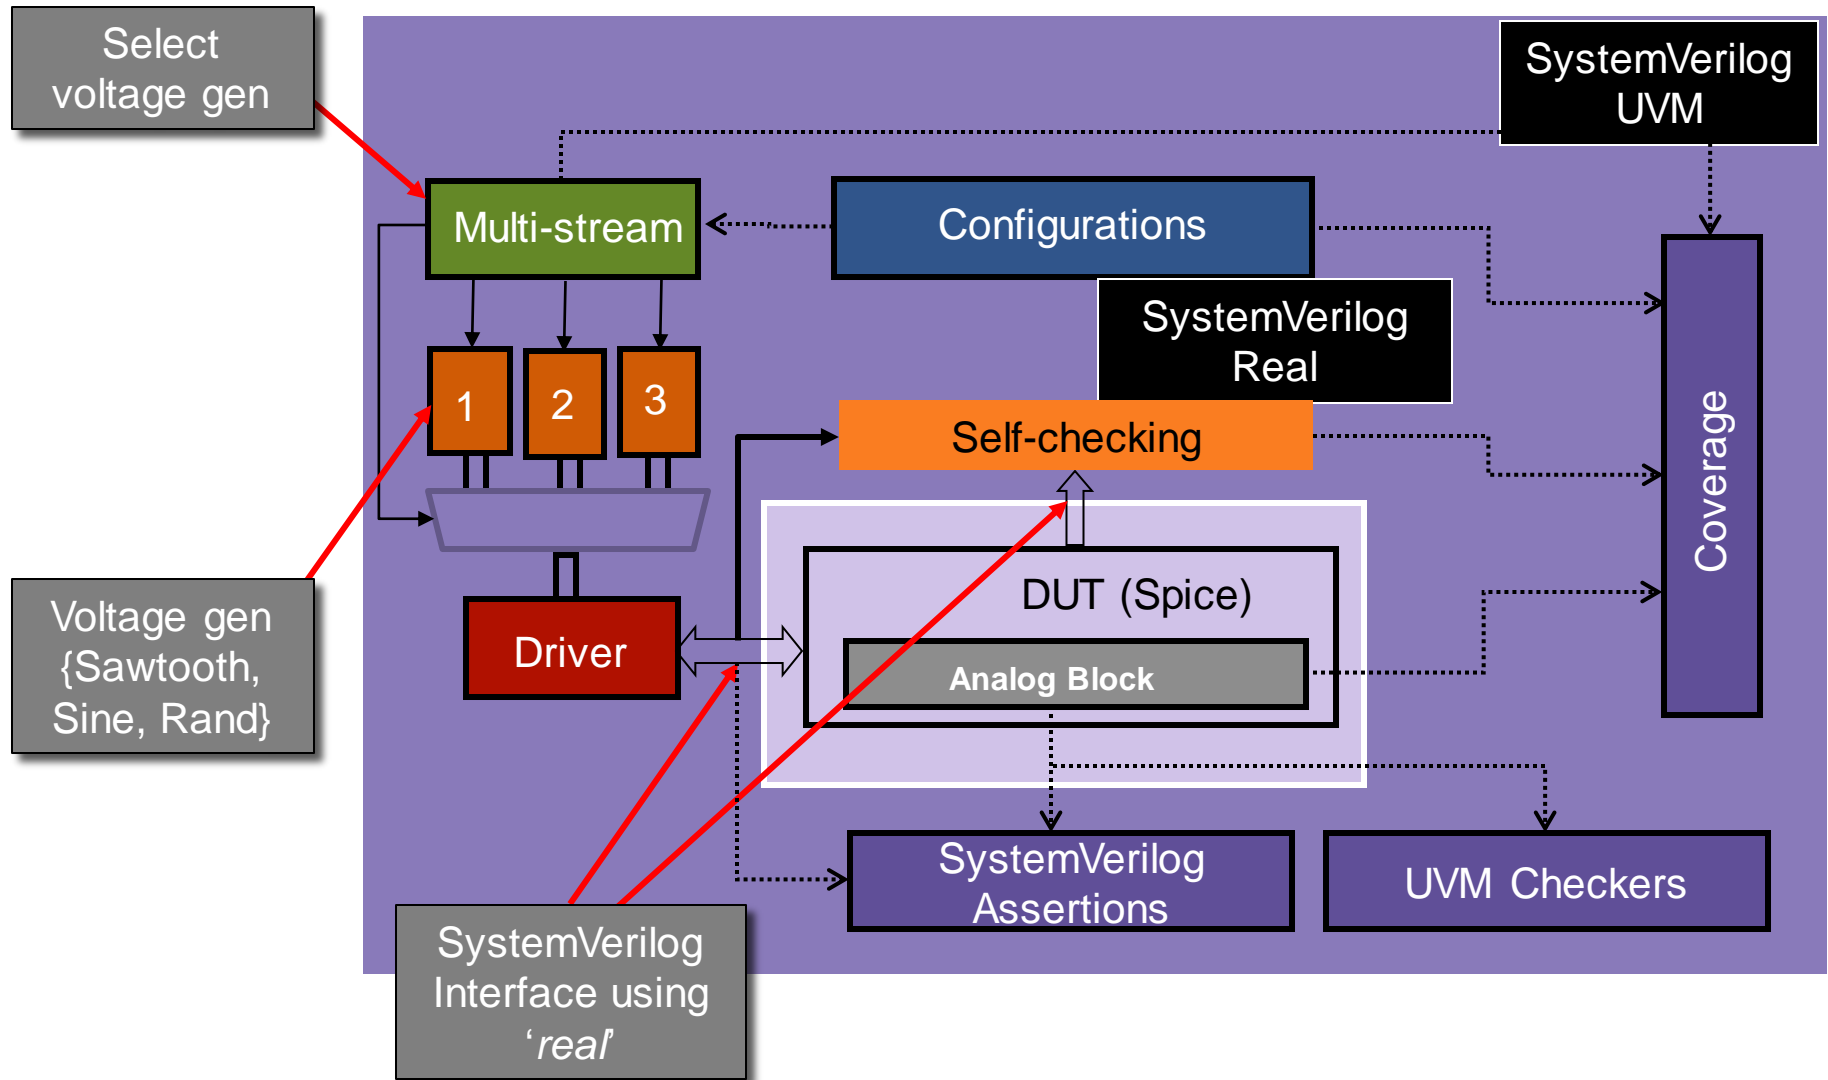 Select
voltage gen
SystemVerilog
UVM
Multi-stream
Configurations
SystemVerilog
Real
1
2
3
Self-checking
Coverage
DUT (Spice)
Voltage gen
{Sawtooth,
Sine, Rand}
Driver
Analog Block
SystemVerilog
Assertions
UVM Checkers
SystemVerilog
Interface using
‘real’